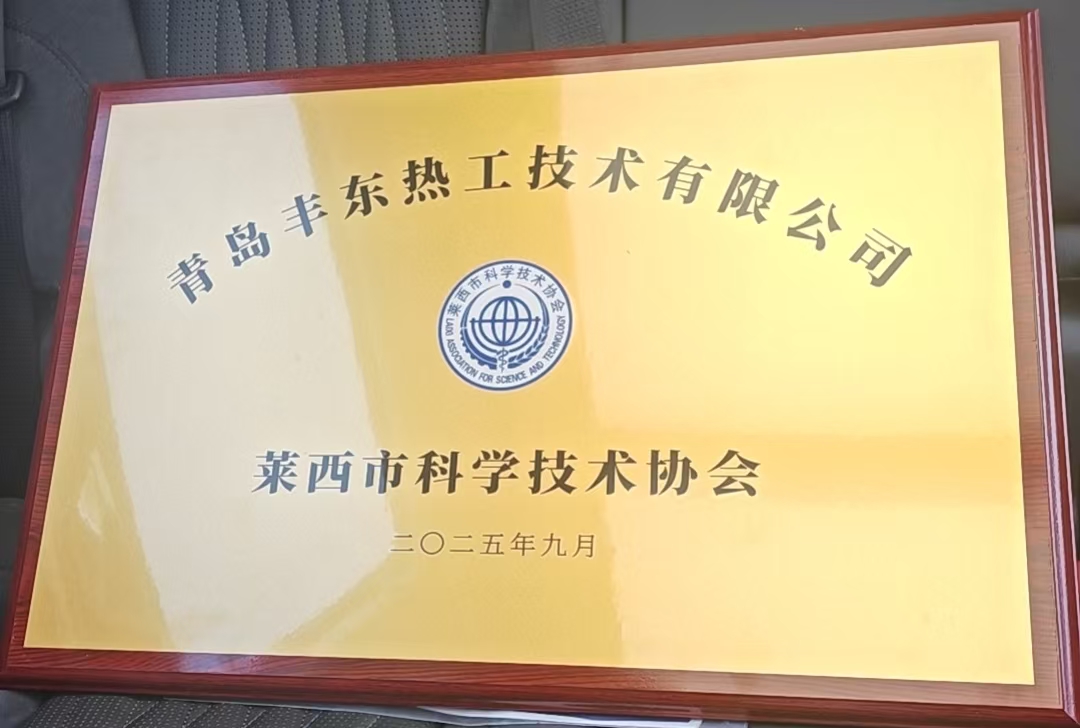 青岛丰东热工技术有限公司
莱西市科学技术协会
LAIXI ASSOCIATION FOR SCIENCE AND TECHNOLOGY
莱西市科学技术协会
二〇二五年九月